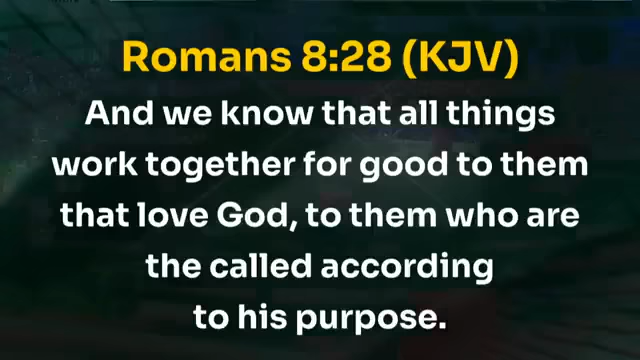 Romans 8:28 (KJV)
And we know that all things
work together for good to them
that love God, to them who are
the called according
to his purpose.